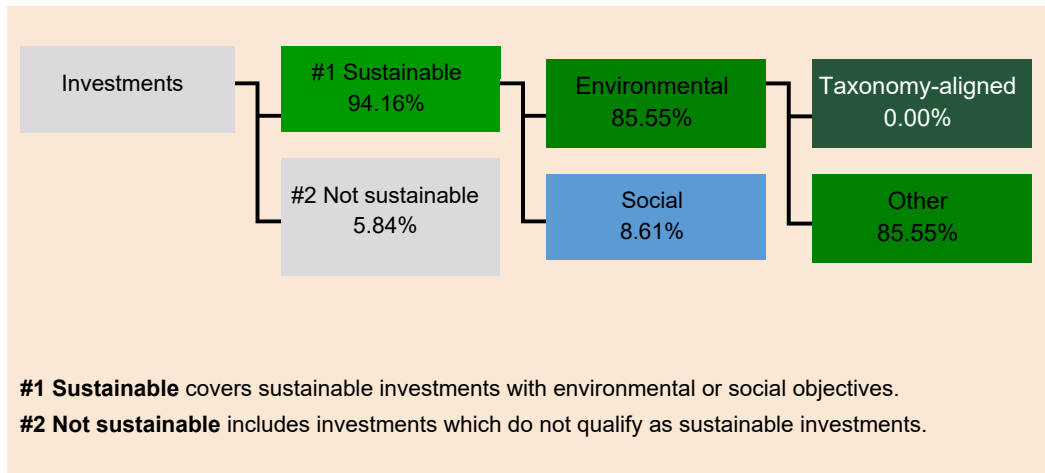 Investments
#1 Sustainable
94.16%
#2 Not sustainable
5.84%
Environmental
85.55%
Social
8.61%
Taxonomy-aligned
0.00%
Other
85.55%
#1 Sustainable covers sustainable investments with environmental or social objectives.
#2 Not sustainable includes investments which do not qualify as sustainable investments.